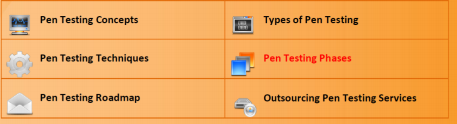 Pen Testing Concepts
Types of Pen Testing
Pen Testing Techniques
Pen Testing Phases
Pen Testing Roadmap
Outsourcing Pen Testing Services